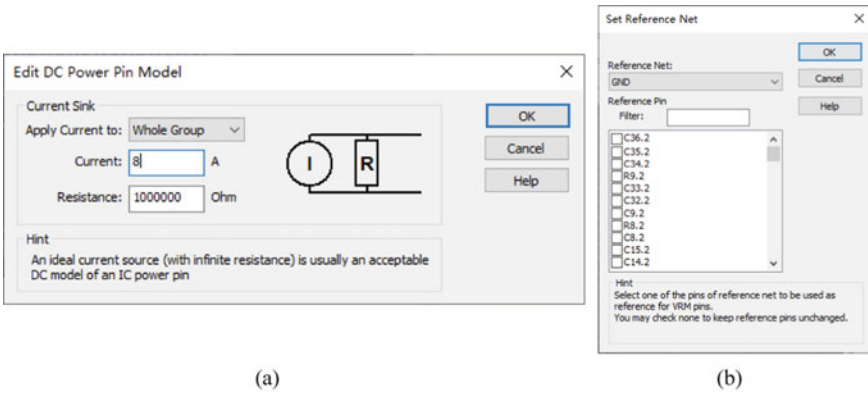 Edit DC Power Pin Model
Current Sink
Apply Current to: Whole Group
Current: 8 A
Resistance: 1000000 Ohm
I R
OK
Cancel
Help
Hint
An ideal current source (with infinite resistance) is usually an acceptable
DC model of an IC power pin
(a)
Set Reference Net
Reference Net:
GND
OK
Cancel
Help
Reference Pin
Filter:
C36.2
C35.2
C34.2
R9.2
C33.2
C32.2
C9.2
R8.2
C8.2
C15.2
C14.2
Hint
Select one of the pins of reference net to be used as
reference for VRM pins.
You may check none to keep reference pins unchanged.
(b)